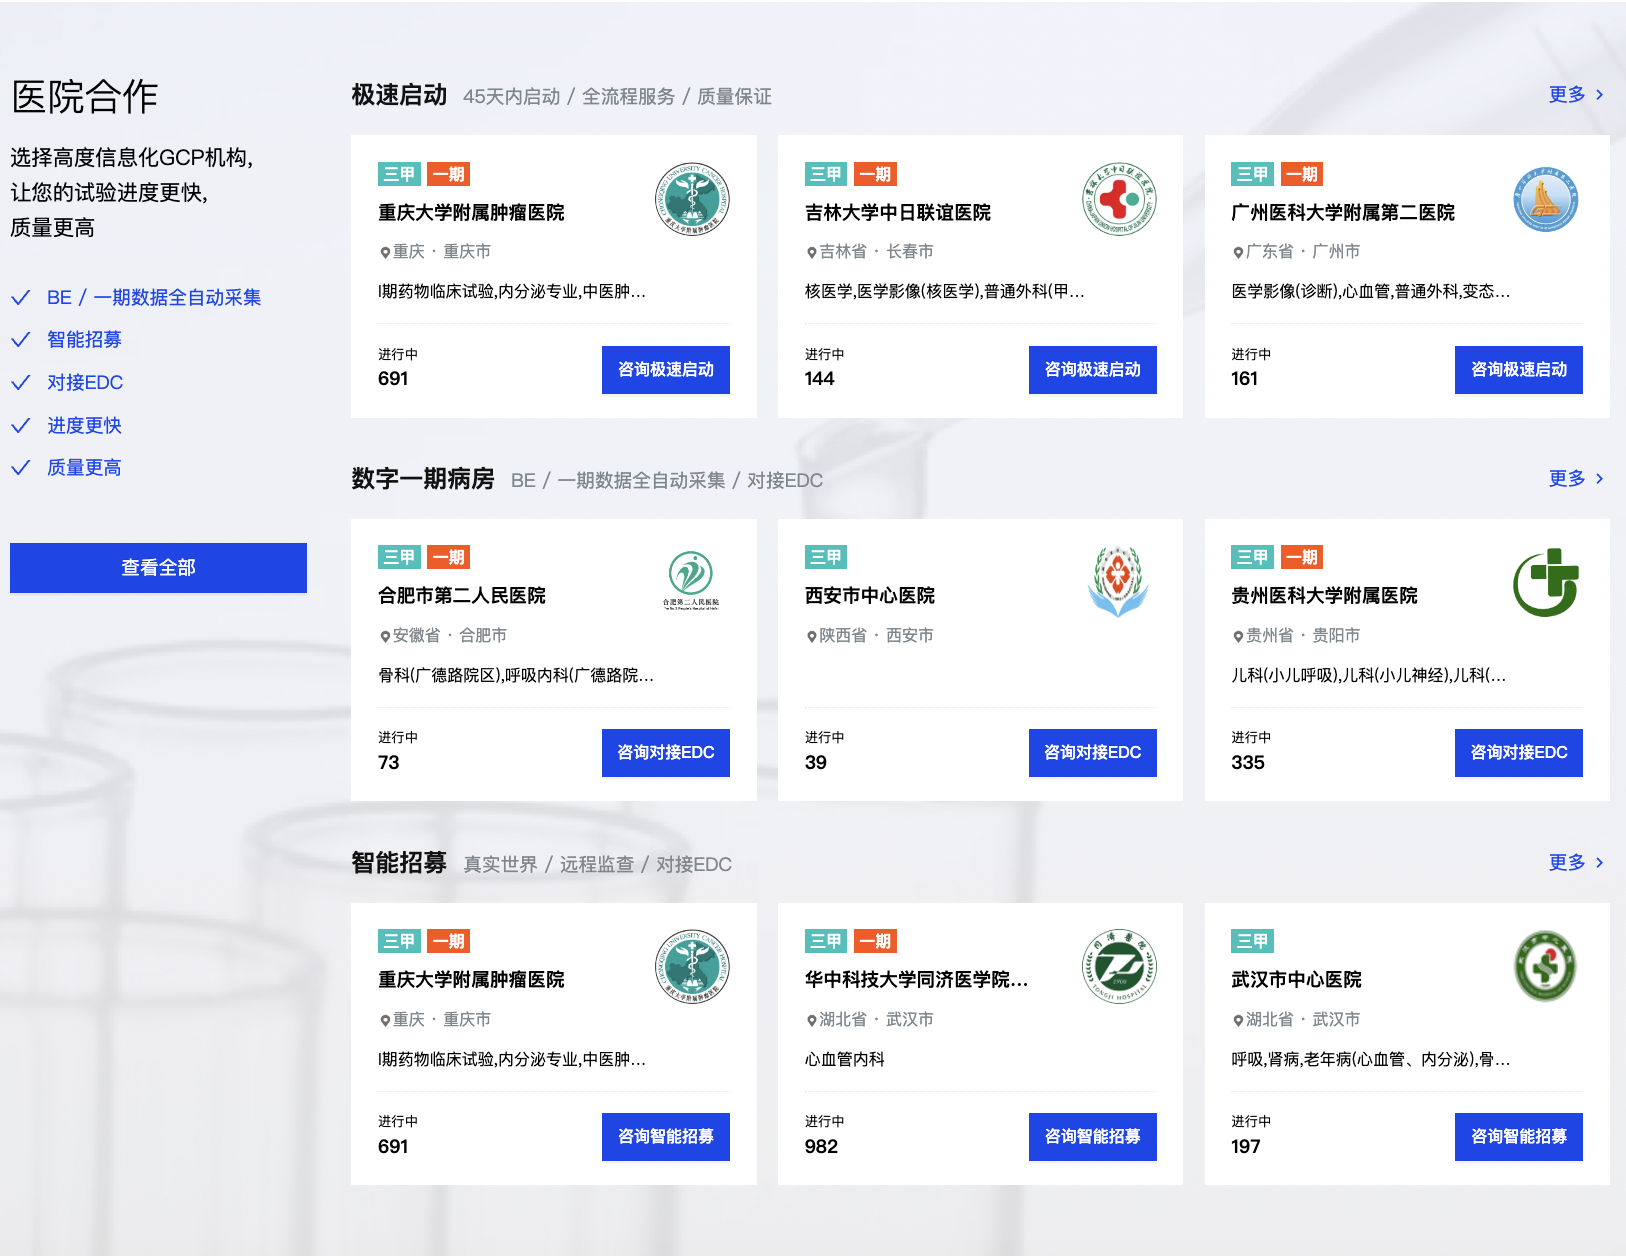 医院合作
选择高度信息化GCP机构,
让您的试验进度更快,
质量更高
BE / 一期数据全自动采集
智能招募
对接EDC
进度更快
质量更高
查看全部
极速启动 45天内启动 / 全流程服务 / 质量保证 更多
三甲 一期
重庆大学附属肿瘤医院
重庆 · 重庆市
I期药物临床试验,内分泌专业,中医肿...
进行中
691
咨询极速启动
三甲 一期
吉林大学中日联谊医院
吉林省 · 长春市
核医学,医学影像(核医学),普通外科(甲...
进行中
144
咨询极速启动
三甲 一期
广州医科大学附属第二医院
广东省 · 广州市
医学影像(诊断),心血管,普通外科,变态...
进行中
161
咨询极速启动
数字一期病房 BE / 一期数据全自动采集 / 对接EDC 更多
三甲 一期
合肥市第二人民医院
合肥第二人民医院
安徽省 · 合肥市
骨科(广德路院区),呼吸内科(广德路院...
进行中
73
咨询对接EDC
三甲
西安市中心医院
陕西省 · 西安市
进行中
39
咨询对接EDC
三甲 一期
贵州医科大学附属医院
贵州省 · 贵阳市
儿科(小儿呼吸),儿科(小儿神经),儿科(...
进行中
335
咨询对接EDC
智能招募 真实世界 / 远程监查 / 对接EDC 更多
三甲 一期
重庆大学附属肿瘤医院
重庆 · 重庆市
I期药物临床试验,内分泌专业,中医肿...
进行中
691
咨询智能招募
三甲 一期
华中科技大学同济医学院...
同济医院
TONGJI HOSPITAL
湖北省 · 武汉市
心血管内科
进行中
982
咨询智能招募
三甲
武汉市中心医院
湖北省 · 武汉市
呼吸,肾病,老年病(心血管、内分泌),骨...
进行中
197
咨询智能招募